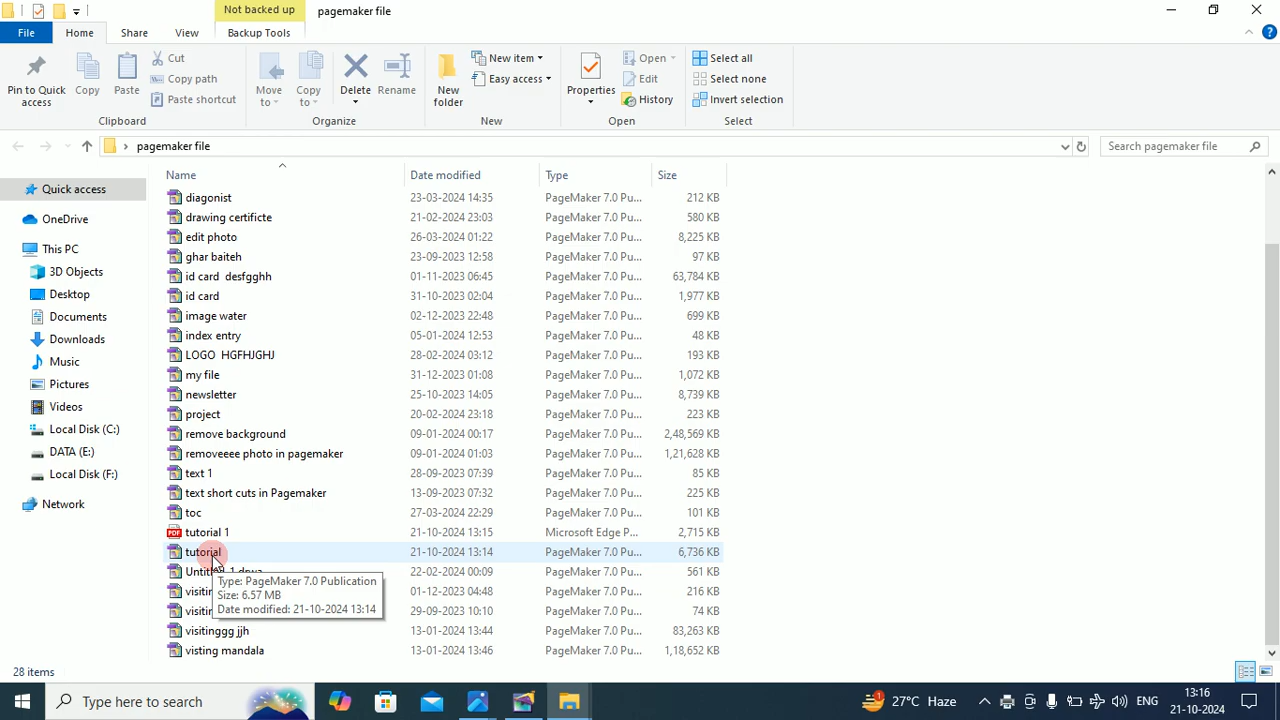 Not backed up
pagemaker file
File
Home
Share
View
Backup Tools
Pin to Quick access
Copy
Paste
Cut
Copy path
Paste shortcut
Clipboard
Move to
Copy to
Delete
Rename
Organize
New folder
New item
Easy access
New
Properties
Open
Edit
History
Open
Select all
Select none
Invert selection
Select
pagemaker file
Search pagemaker file
Quick access
OneDrive
This PC
3D Objects
Desktop
Documents
Downloads
Music
Pictures
Videos
Local Disk (C:)
DATA (E:)
Local Disk (F:)
Network
Name Date modified Type Size
diagonist 23-03-2024 14:35 PageMaker 7.0 Pu... 212 KB
drawing certificte 21-02-2024 23:03 PageMaker 7.0 Pu... 580 KB
edit photo 26-03-2024 01:22 PageMaker 7.0 Pu... 8,225 KB
ghar baiteh 23-09-2023 12:58 PageMaker 7.0 Pu... 97 KB
id card desfgghh 01-11-2023 06:45 PageMaker 7.0 Pu... 63,784 KB
id card 31-10-2023 02:04 PageMaker 7.0 Pu... 1,977 KB
image water 02-12-2023 22:48 PageMaker 7.0 Pu... 699 KB
index entry 05-01-2024 12:53 PageMaker 7.0 Pu... 48 KB
LOGO HGFHJGHJ 28-02-2024 03:12 PageMaker 7.0 Pu... 193 KB
my file 31-12-2023 01:08 PageMaker 7.0 Pu... 1,072 KB
newsletter 25-10-2023 14:05 PageMaker 7.0 Pu... 8,739 KB
project 20-02-2024 23:18 PageMaker 7.0 Pu... 223 KB
remove background 09-01-2024 00:17 PageMaker 7.0 Pu... 2,48,569 KB
removeeee photo in pagemaker 09-01-2024 01:03 PageMaker 7.0 Pu... 1,21,628 KB
text 1 28-09-2023 07:39 PageMaker 7.0 Pu... 85 KB
text short cuts in Pagemaker 13-09-2023 07:32 PageMaker 7.0 Pu... 225 KB
toc 27-03-2024 22:29 PageMaker 7.0 Pu... 101 KB
tutorial 1 21-10-2024 13:15 Microsoft Edge P... 2,715 KB
tutorial 21-10-2024 13:14 PageMaker 7.0 Pu... 6,736 KB
22-02-2024 00:09 PageMaker 7.0 Pu... 561 KB
01-12-2023 04:48 PageMaker 7.0 Pu... 216 KB
29-09-2023 10:10 PageMaker 7.0 Pu... 74 KB
visitinggg jjh 13-01-2024 13:44 PageMaker 7.0 Pu... 83,263 KB
visting mandala 13-01-2024 13:46 PageMaker 7.0 Pu... 1,18,652 KB
Type: PageMaker 7.0 Publication
Size: 6.57 MB
Date modified: 21-10-2024 13:14
28 items
Type here to search
27°C Haze
ENG
13:16
21-10-2024